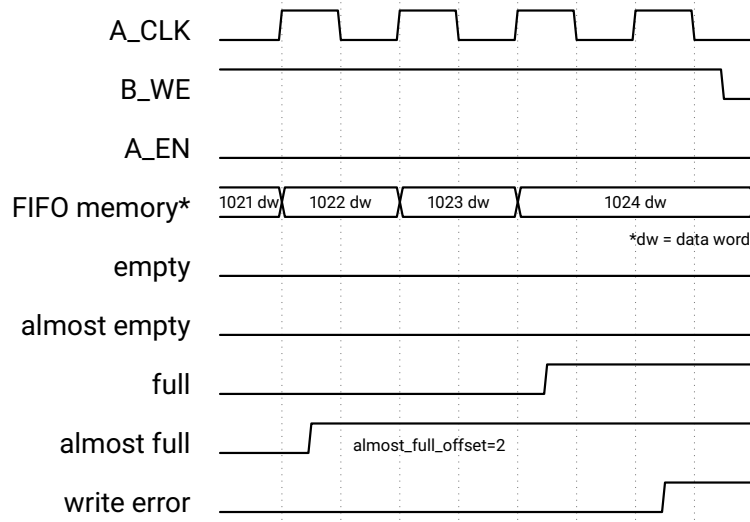 A_CLK
B_WE
A_EN
FIFO memory* 1021 dw 1022 dw 1023 dw 1024 dw
*dw = data word
empty
almost empty
full
almost full almost_full_offset=2
write error